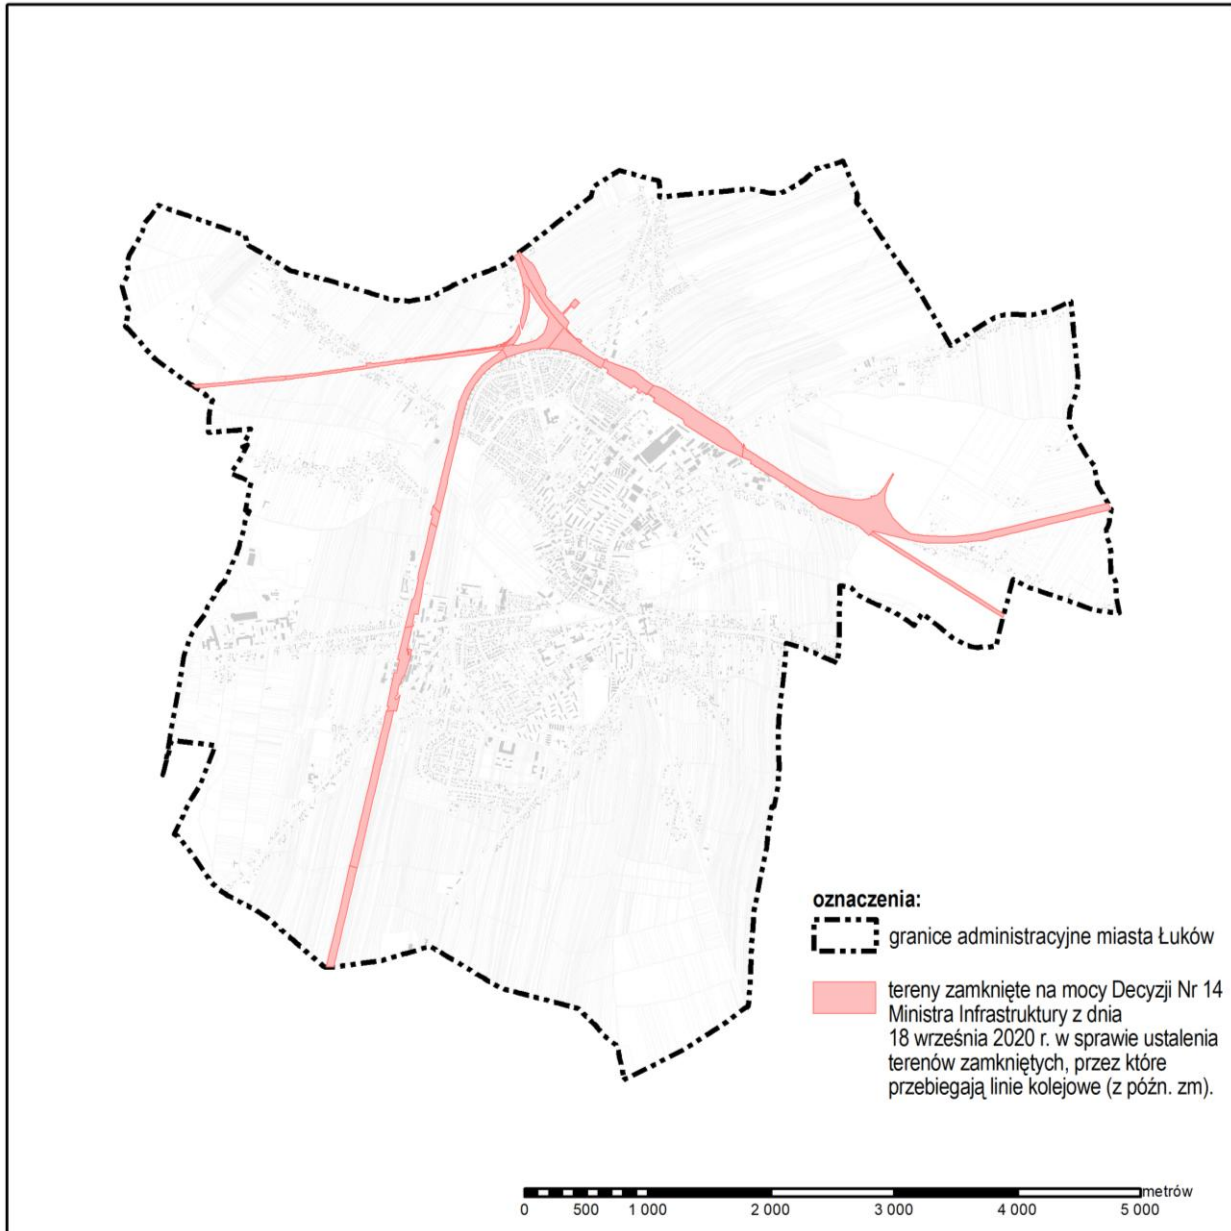 oznaczenia:
granice administracyjne miasta Łuków
tereny zamknięte na mocy Decyzji Nr 14
Ministra Infrastruktury z dnia
18 września 2020 r. w sprawie ustalenia
terenów zamkniętych, przez które
przebiegają linie kolejowe (z późn. zm).
metrów
0 500 1 000 2 000 3 000 4 000 5 000